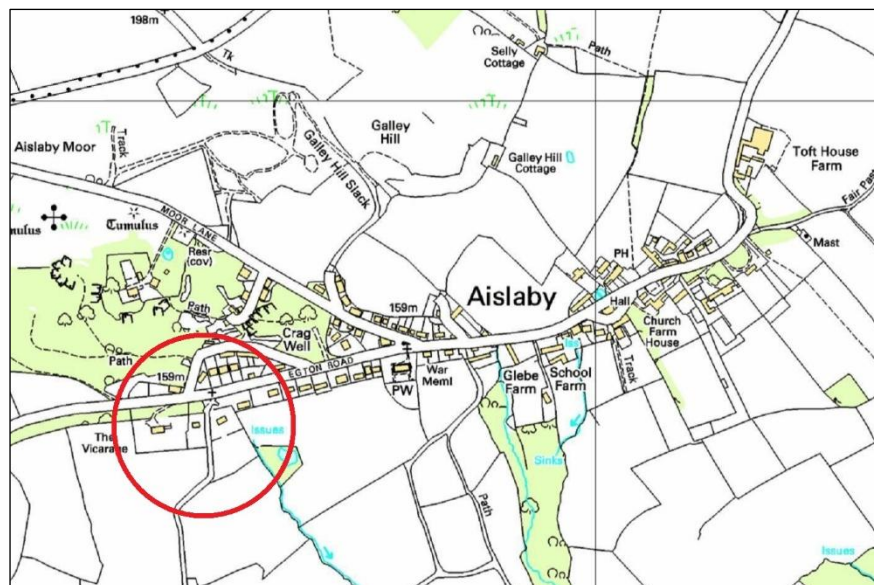 198m
Tk
Selly
Cottage
Path
Aislaby Moor
Track
Galley Hill Slack
Galley
Hill
Galley Hill
Cottage
Toft House
Farm
Fair Past
MOOR LANE
mulus
Tumulus
Resr
(cov)
PH
Mast
Path
159m
Aislaby
Hall
Crag
Well
Church
Farm
House
Path
159m
EGTON ROAD
War
Meml
PW
Glebe
Farm
School
Farm
Iss
Track
The
Vicarage
Issues
Sinks
Path
Issues